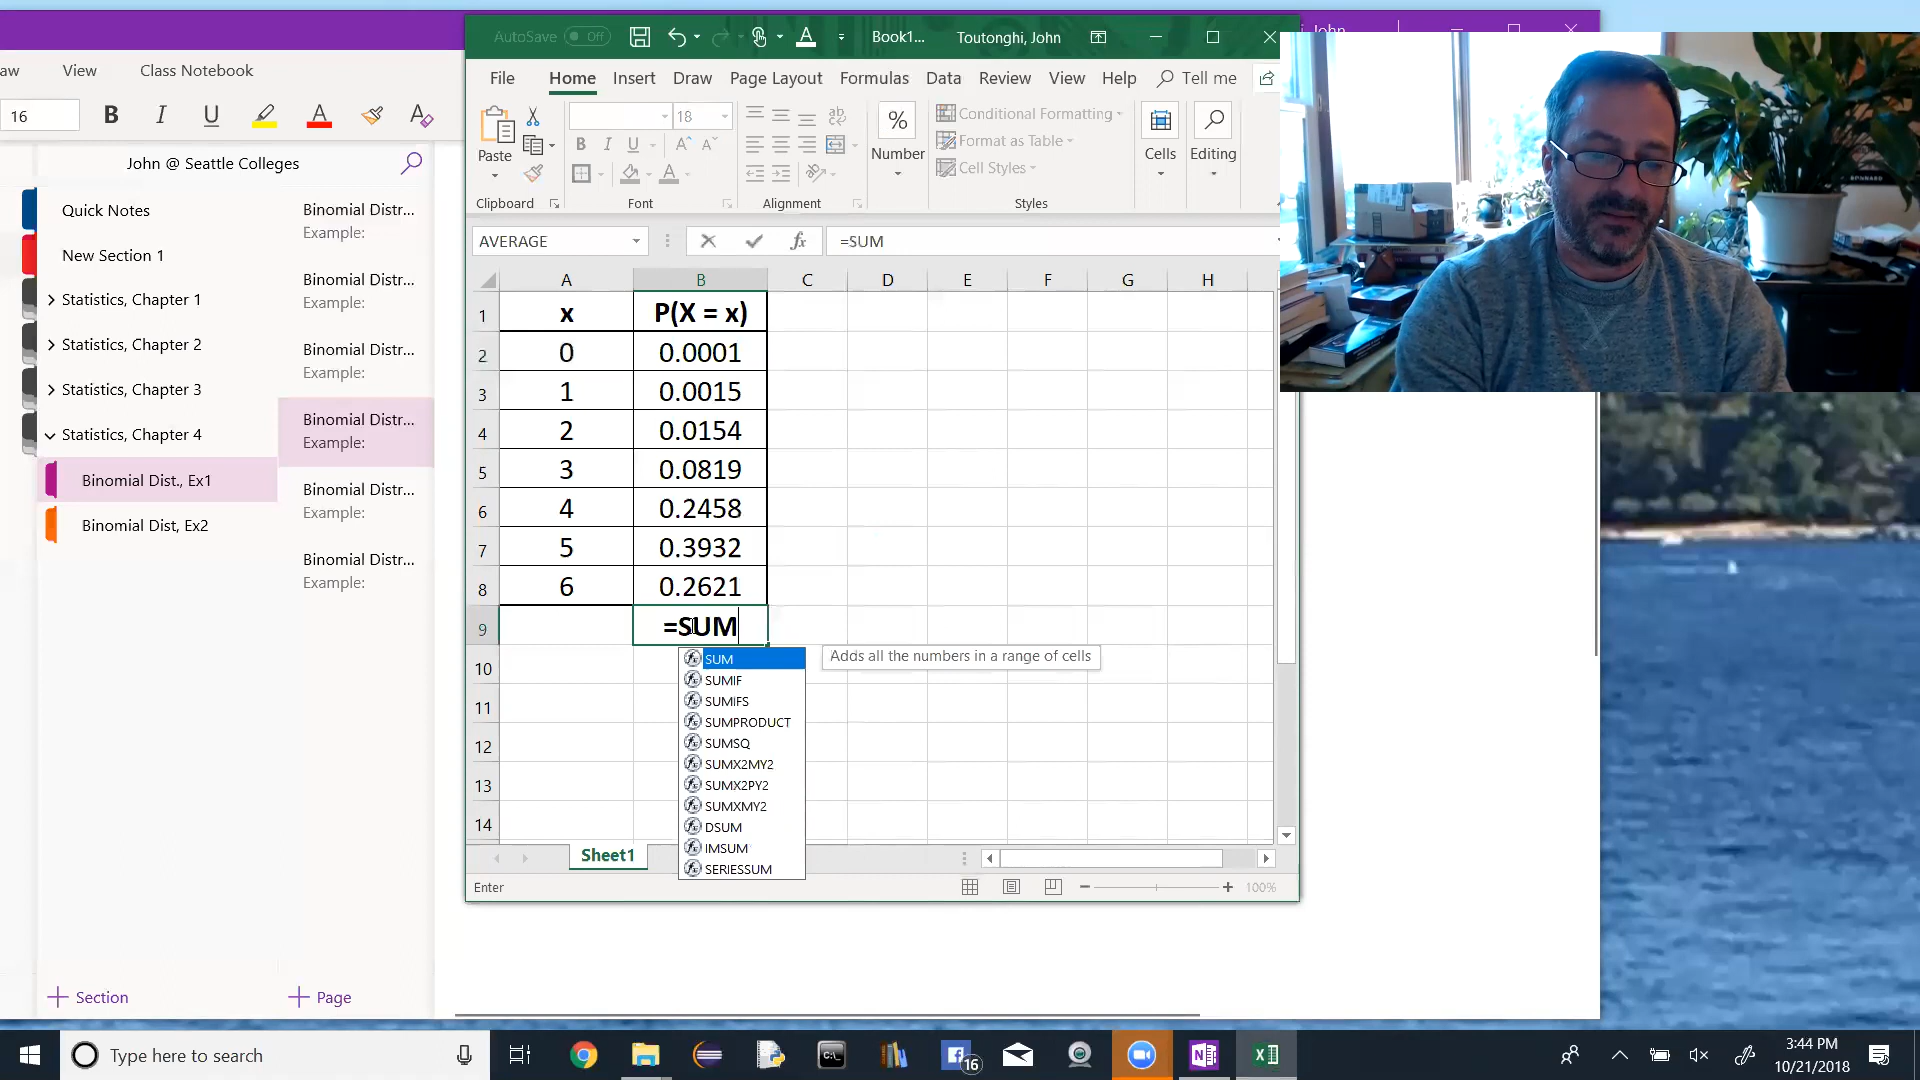 AutoSave Off Book1... Toutonghi, John
John
aw View Class Notebook
File Home Insert Draw Page Layout Formulas Data Review View Help Tell me
16 B I U A A
Paste
18
B I U A A
A
ab
%
Number
Conditional Formatting
Format as Table
Cell Styles
Cells
Editing
Clipboard Font Alignment Styles
John @ Seattle Colleges
Quick Notes
New Section 1
Statistics, Chapter 1
Statistics, Chapter 2
Statistics, Chapter 3
Statistics, Chapter 4
Binomial Dist., Ex1
Binomial Dist, Ex2
Binomial Distr...
Example:
Binomial Distr...
Example:
Binomial Distr...
Example:
Binomial Distr...
Example:
Binomial Distr...
Example:
Binomial Distr...
Example:
AVERAGE fx =SUM
A B C D E F G H
1 x P(X = x)
2 0 0.0001
3 1 0.0015
4 2 0.0154
5 3 0.0819
6 4 0.2458
7 5 0.3932
8 6 0.2621
9 =SUM
10
11
12
13
14
SUM
Adds all the numbers in a range of cells
SUMIF
SUMIFS
SUMPRODUCT
SUMSQ
SUMX2MY2
SUMX2PY2
SUMXMY2
DSUM
IMSUM
SERIESSUM
Sheet1
Enter 100%
+ Section + Page
Type here to search
16
3:44 PM
10/21/2018